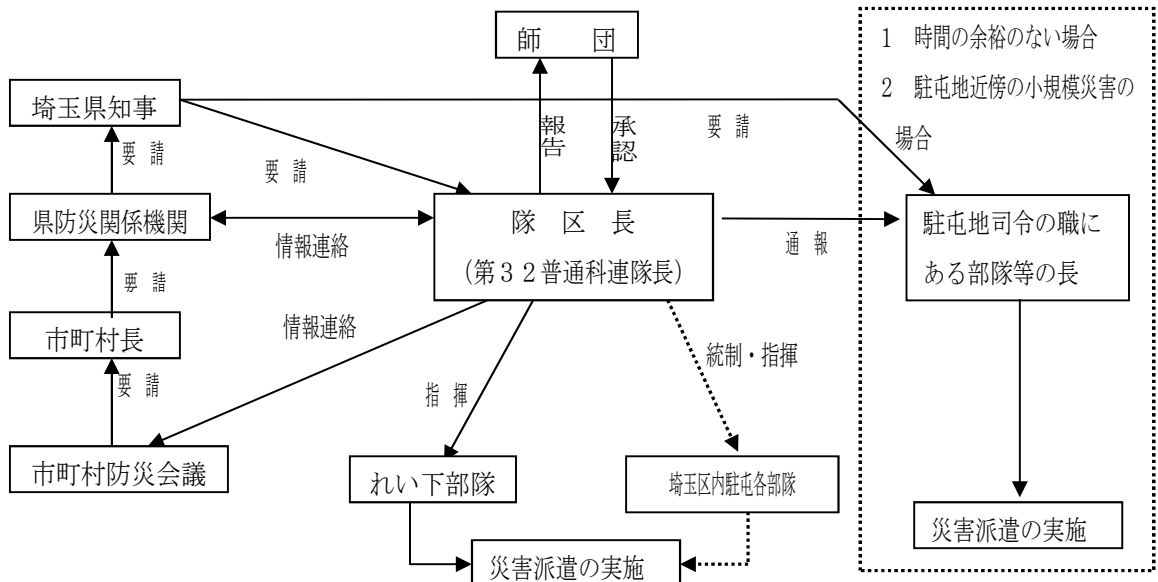 師　団
1　時間の余裕のない場合
2　駐屯地近傍の小規模災害の
場合
埼玉県知事
報告
承認
要請
要請
要請
県防災関係機関
情報連絡
隊　区　長
(第３２普通科連隊長)
通報
駐屯地司令の職に
ある部隊等の長
要請
市町村長
情報連絡
統制・指揮
要請
指揮
市町村防災会議
れい下部隊
埼玉区内駐屯各部隊
災害派遣の実施
災害派遣の実施